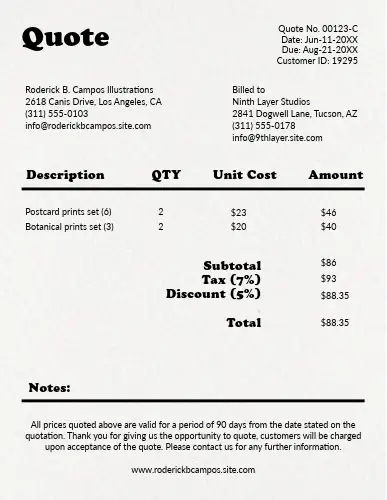 Quote
Quote No. 00123-C
Date: Jun-11-20XX
Due: Aug-21-20XX
Customer ID: 19295
Roderick B. Campos Illustrations
2618 Canis Drive, Los Angeles, CA
(311) 555-0103
info@roderickbcampos.site.com
Billed to
Ninth Layer Studios
2841 Dogwell Lane, Tucson, AZ
(311) 555-0178
info@9thlayer.site.com
Description QTY Unit Cost Amount
Postcard prints set (6) 2 $23 $46
Botanical prints set (3) 2 $20 $40
Subtotal $86
Tax (7%) $93
Discount (5%) $88.35
Total $88.35
Notes:
All prices quoted above are valid for a period of 90 days from the date stated on the
quotation. Thank you for giving us the opportunity to quote, customers will be charged
upon acceptance of the quote. Please contact us for any further information.
www.roderickbcampos.site.com